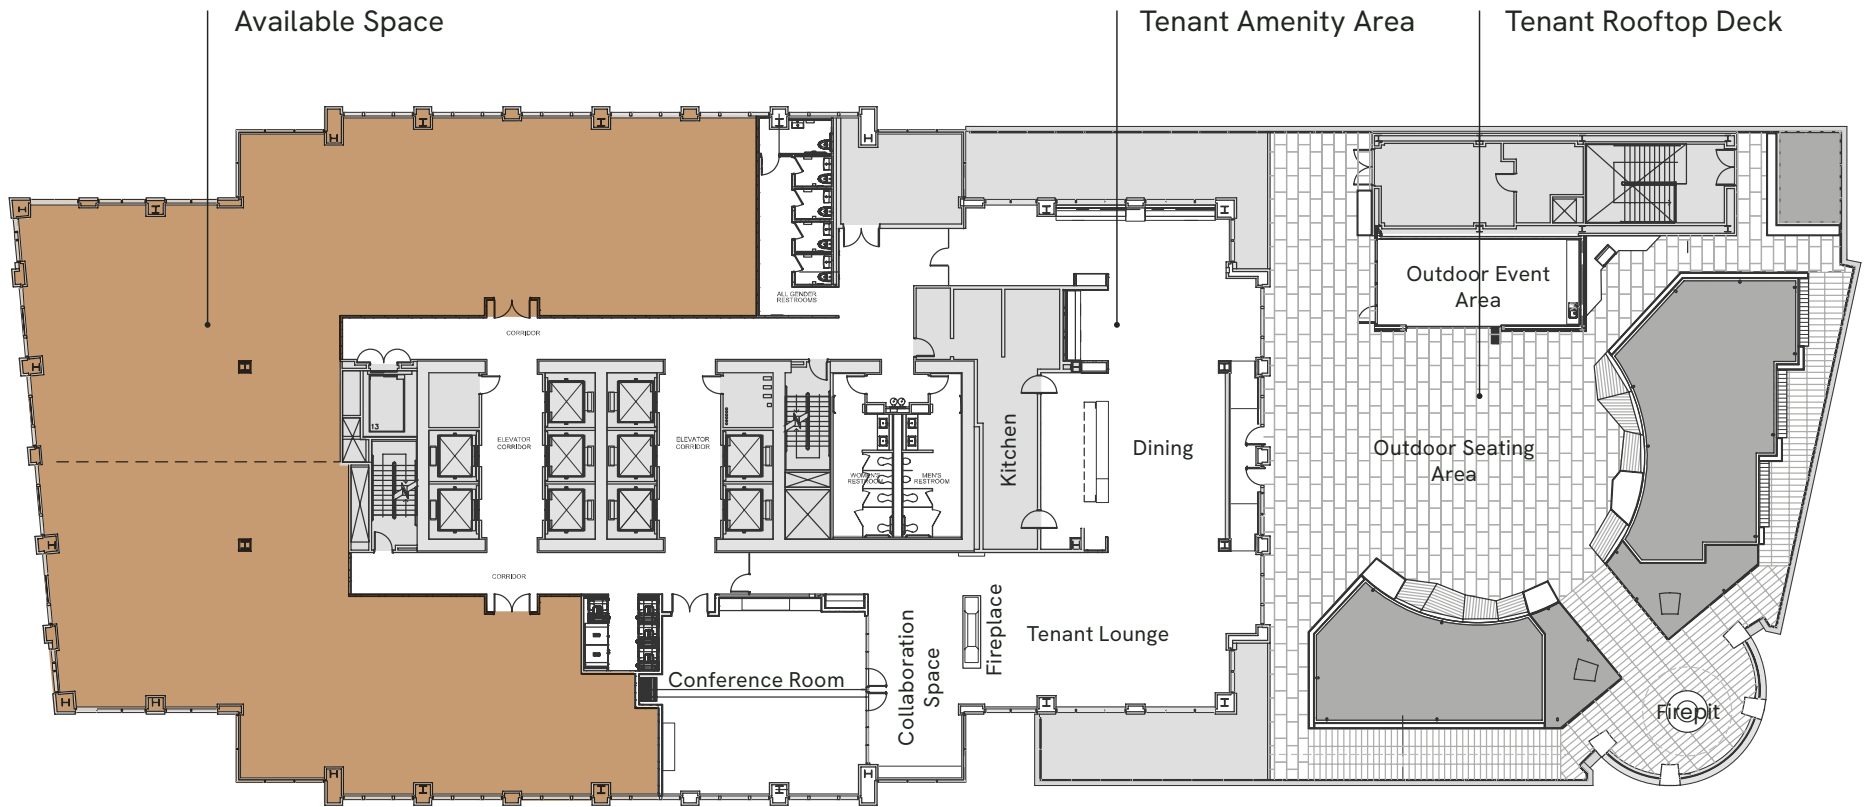 Available Space
Tenant Amenity Area
Tenant Rooftop Deck
Outdoor Event
Area
ALL GENDER
RESTROOMS
CORRIDOR
13
ELEVATOR
CORRIDOR
ELEVATOR
CORRIDOR
WOMEN'S
RESTROOM
MEN'S
RESTROOM
Kitchen
Dining
Outdoor Seating
Area
CORRIDOR
Conference Room
Collaboration
Space
Fireplace
Tenant Lounge
Firepit